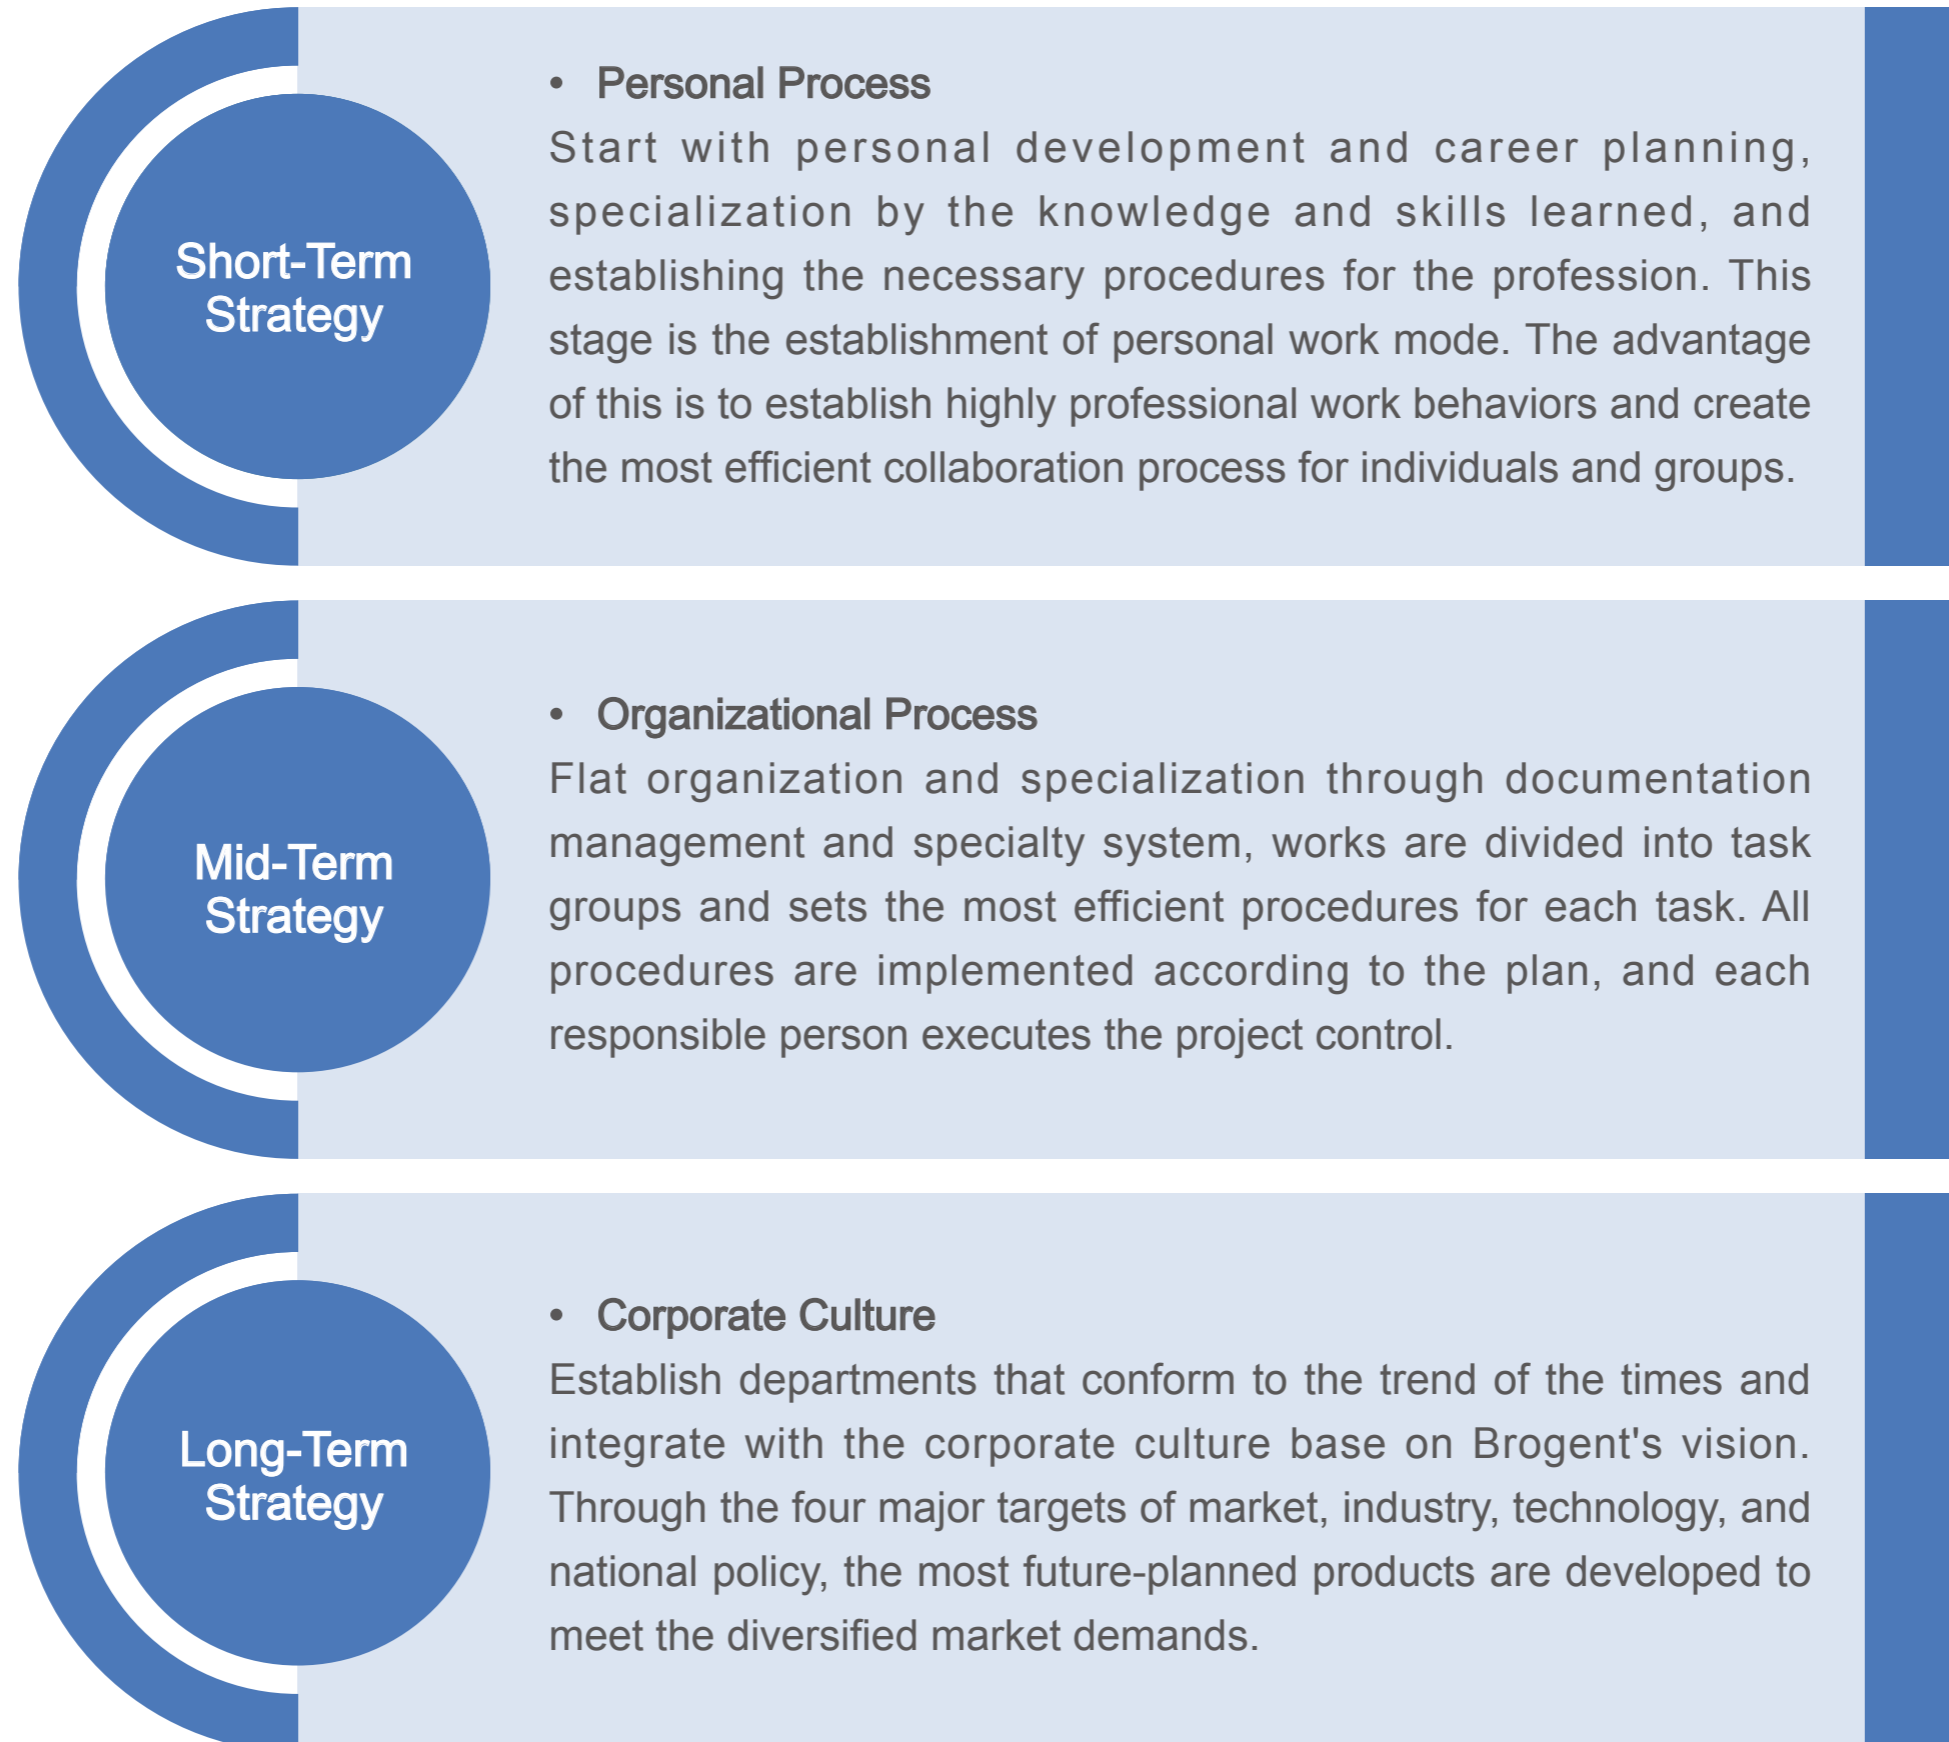 Short-Term
Strategy
• Personal Process
Start with personal development and career planning,
specialization by the knowledge and skills learned, and
establishing the necessary procedures for the profession. This
stage is the establishment of personal work mode. The advantage
of this is to establish highly professional work behaviors and create
the most efficient collaboration process for individuals and groups.
Mid-Term
Strategy
• Organizational Process
Flat organization and specialization through documentation
management and specialty system, works are divided into task
groups and sets the most efficient procedures for each task. All
procedures are implemented according to the plan, and each
responsible person executes the project control.
Long-Term
Strategy
• Corporate Culture
Establish departments that conform to the trend of the times and
integrate with the corporate culture base on Brogent's vision.
Through the four major targets of market, industry, technology, and
national policy, the most future-planned products are developed to
meet the diversified market demands.